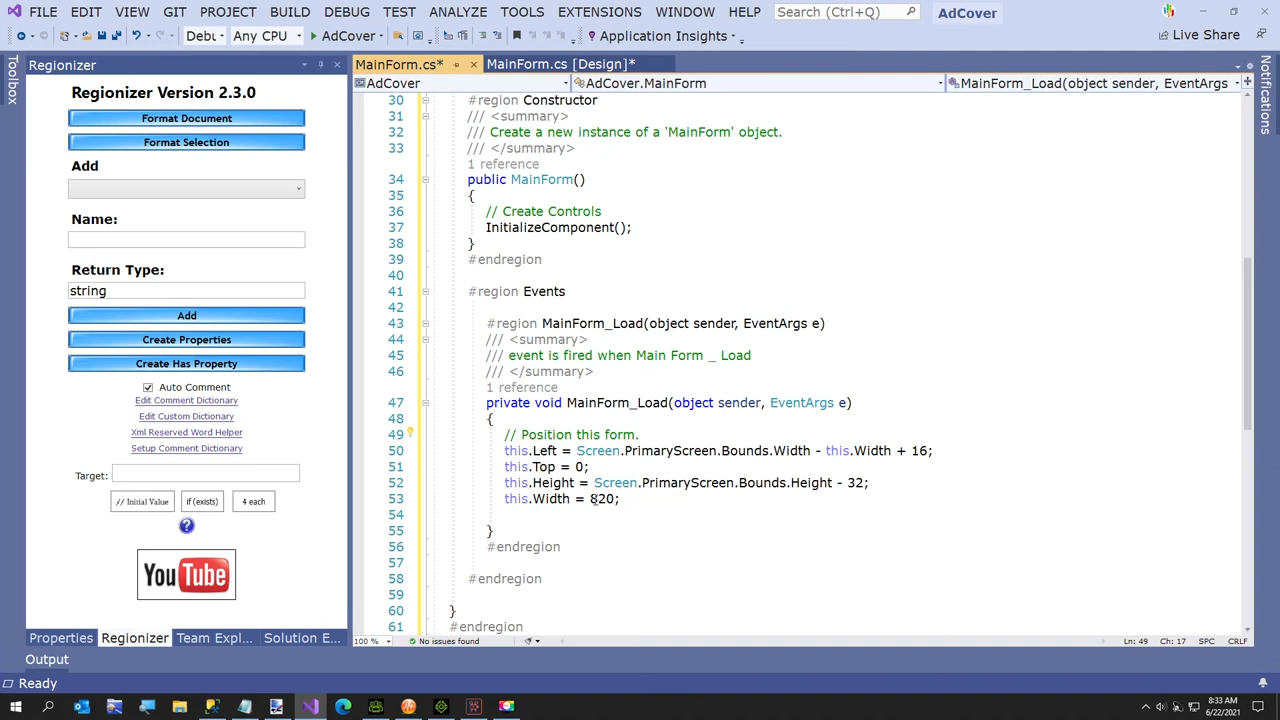 FILE EDIT VIEW GIT PROJECT BUILD DEBUG TEST ANALYZE TOOLS EXTENSIONS WINDOW HELP Search (Ctrl+Q) AdCover
Debu Any CPU AdCover Application Insights Live Share
Toolbox
Regionizer
Regionizer Version 2.3.0
Format Document
Format Selection
Add
Name:
Return Type:
string
Add
Create Properties
Create Has Property
Auto Comment
Edit Comment Dictionary
Edit Custom Dictionary
Xml Reserved Word Helper
Setup Comment Dictionary
Target:
// Initial Value if (exists) 4 each
?
You Tube
Properties Regionizer Team Expl... Solution E...
MainForm.cs* MainForm.cs [Design]*
AdCover AdCover.MainForm MainForm_Load(object sender, EventArgs
30 #region Constructor
31 /// <summary>
32 /// Create a new instance of a 'MainForm' object.
33 /// </summary>
1 reference
34 public MainForm()
35 {
36 // Create Controls
37 InitializeComponent();
38 }
39 #endregion
40
41 #region Events
42
43 #region MainForm_Load(object sender, EventArgs e)
44 /// <summary>
45 /// event is fired when Main Form _ Load
46 /// </summary>
1 reference
47 private void MainForm_Load(object sender, EventArgs e)
48 {
49 // Position this form.
50 this.Left = Screen.PrimaryScreen.Bounds.Width - this.Width + 16;
51 this.Top = 0;
52 this.Height = Screen.PrimaryScreen.Bounds.Height - 32;
53 this.Width = 820;
54
55 }
56 #endregion
57
58 #endregion
59
60 }
61 #endregion
100 % No issues found Ln: 49 Ch: 17 SPC CRLF
Notifications
Output
Ready
8:33 AM
6/22/2021